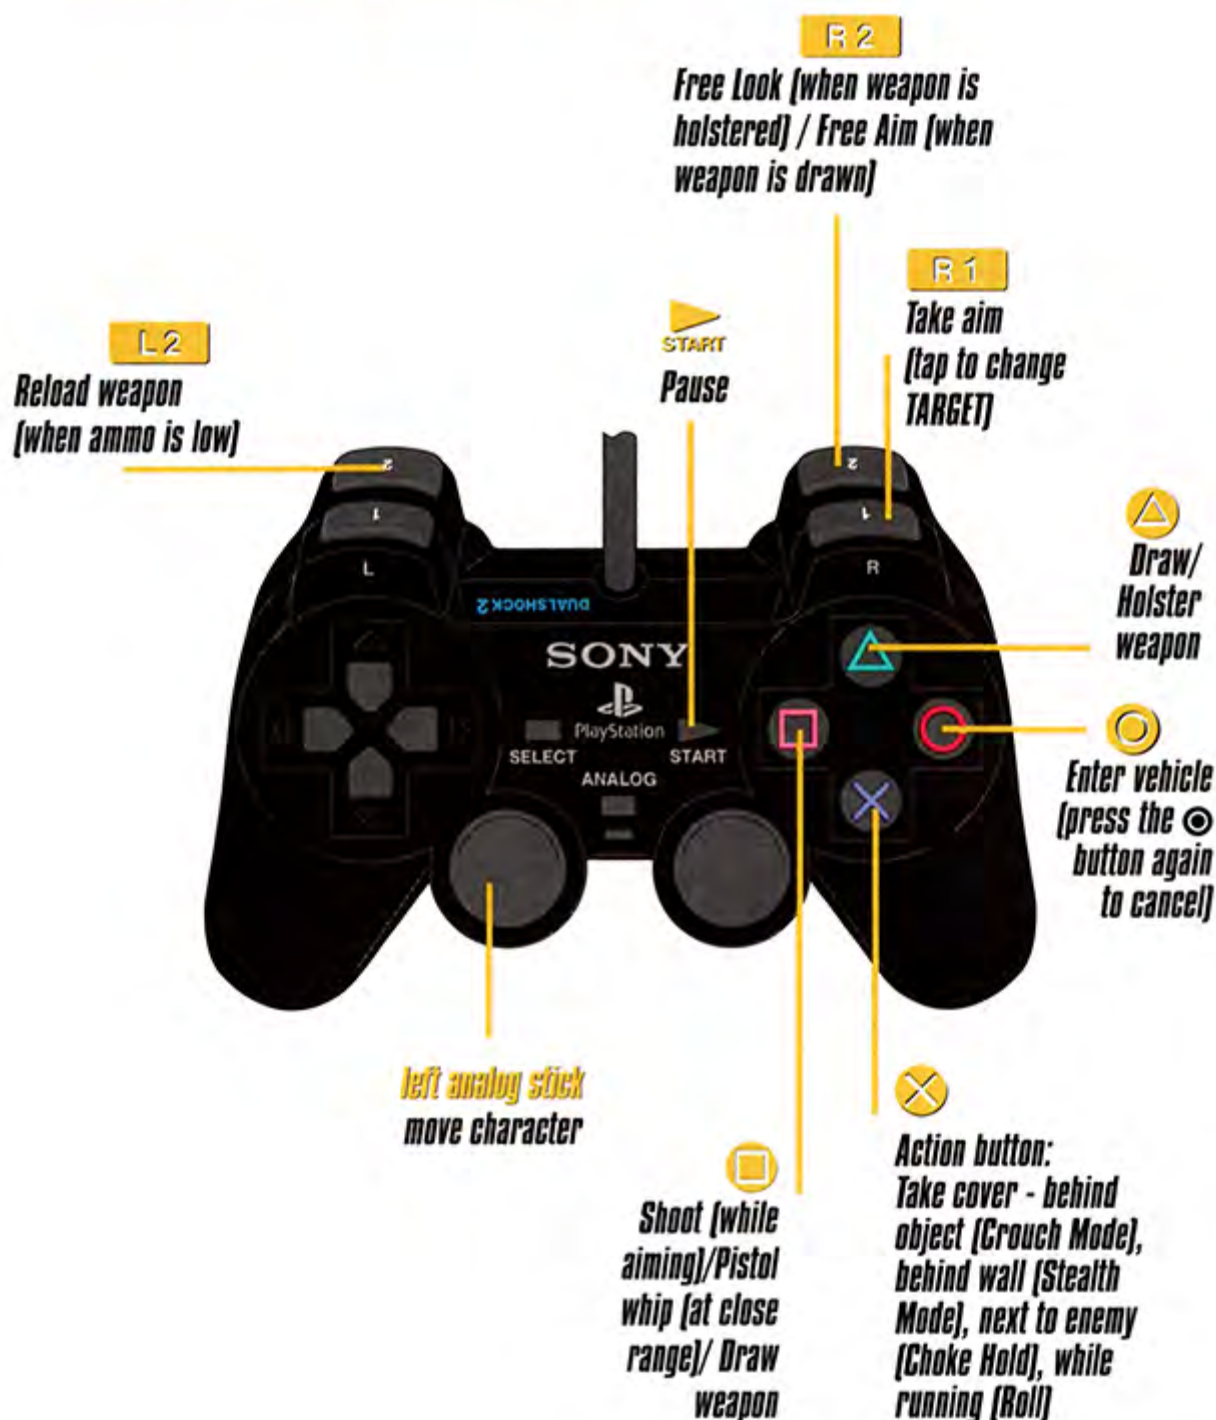 R 2
Free Look (when weapon is
holstered) / Free Aim (when
weapon is drawn)
R 1
Take aim
(tap to change
TARGET)
START
Pause
L 2
Reload weapon
(when ammo is low)
2
1
L
2
1
R
DUALSHOCK 2
SONY
PlayStation
SELECT
START
ANALOG
Draw/
Holster
weapon
Enter vehicle
(press the ◉
button again
to cancel)
left analog stick
move character
Shoot (while
aiming)/Pistol
whip (at close
range)/ Draw
weapon
Action button:
Take cover - behind
object (Crouch Mode),
behind wall (Stealth
Mode), next to enemy
(Choke Hold), while
running (Roll)